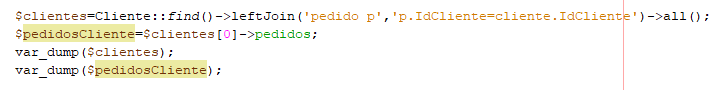 $clientes=Cliente::find()->leftJoin('pedido p','p.IdCliente=cliente.IdCliente')->all();
$pedidosCliente=$clientes[0]->pedidos;
var_dump($clientes);
var_dump($pedidosCliente);